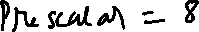 Prescalar = 8